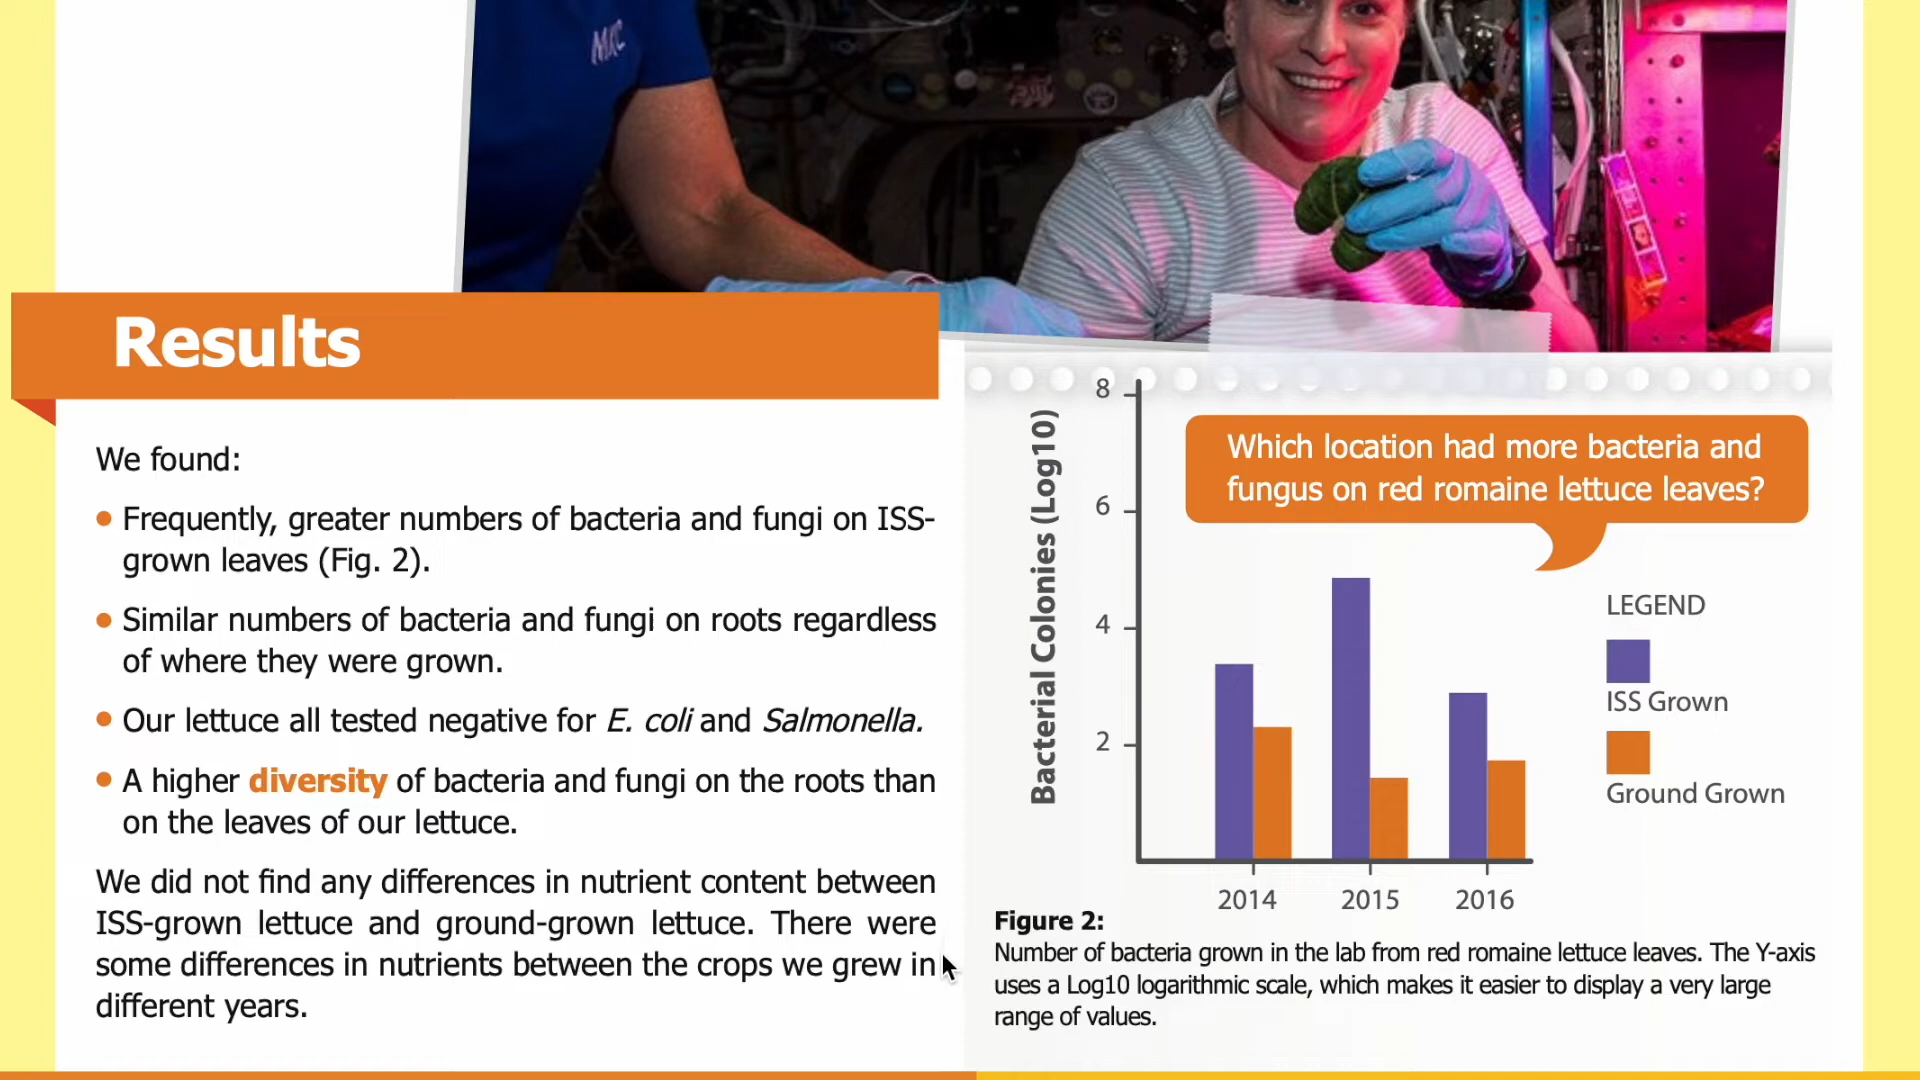 MKC
Results
We found:
Frequently, greater numbers of bacteria and fungi on ISS-
grown leaves (Fig. 2).
Similar numbers of bacteria and fungi on roots regardless
of where they were grown.
Our lettuce all tested negative for E. coli and Salmonella.
A higher diversity of bacteria and fungi on the roots than
on the leaves of our lettuce.
We did not find any differences in nutrient content between
ISS-grown lettuce and ground-grown lettuce. There were
some differences in nutrients between the crops we grew in
different years.
Bacterial Colonies (Log10)
8
6
4
2
Which location had more bacteria and
fungus on red romaine lettuce leaves?
LEGEND
ISS Grown
Ground Grown
2014 2015 2016
Figure 2:
Number of bacteria grown in the lab from red romaine lettuce leaves. The Y-axis
uses a Log10 logarithmic scale, which makes it easier to display a very large
range of values.